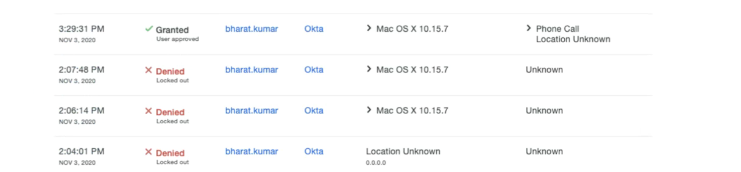 3:29:31 PM
NOV 3, 2020
Granted
User approved
bharat.kumar
Okta
Mac OS X 10.15.7
Phone Call
Location Unknown
2:07:48 PM
NOV 3, 2020
Denied
Locked out
bharat.kumar
Okta
Mac OS X 10.15.7
Unknown
2:06:14 PM
NOV 3, 2020
Denied
Locked out
bharat.kumar
Okta
Mac OS X 10.15.7
Unknown
2:04:01 PM
NOV 3, 2020
Denied
Locked out
bharat.kumar
Okta
Location Unknown
0.0.0.0
Unknown